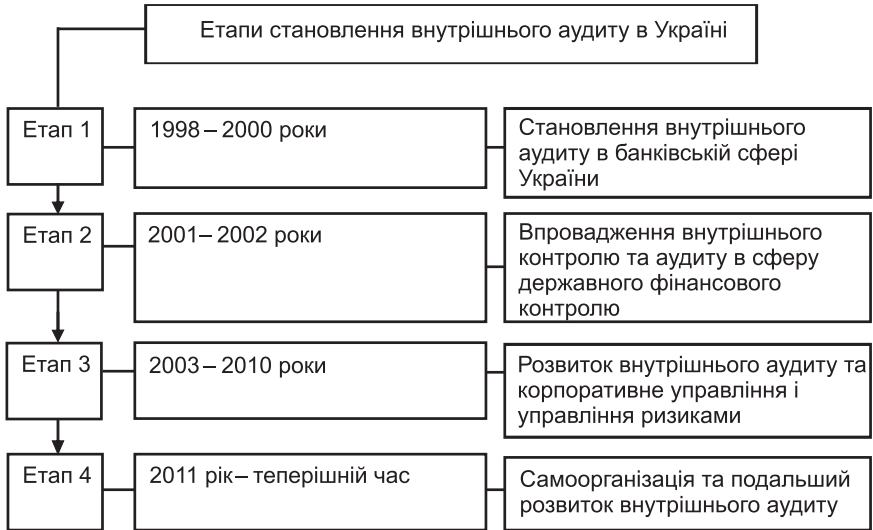 Етапи становлення внутрішнього аудиту в Україні
Етап 1
1998 – 2000 роки
Становлення внутрішнього
аудиту в банківській сфері
України
Етап 2
2001– 2002 роки
Впровадження внутрішнього
контролю та аудиту в сферу
державного фінансового
контролю
Етап 3
2003 – 2010 роки
Розвиток внутрішнього аудиту та
корпоративне управління і
управління ризиками
Етап 4
2011 рік – теперішній час
Самоорганізація та подальший
розвиток внутрішнього аудиту